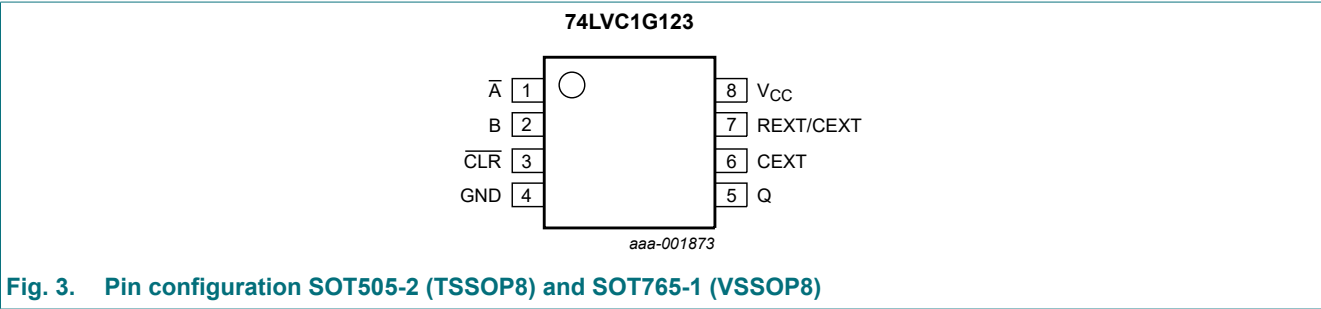 74LVC1G123
A̅ 1 8 VCC
B 2 7 REXT/CEXT
C̅L̅R̅ 3 6 CEXT
GND 4 5 Q
aaa-001873
Fig. 3. Pin configuration SOT505-2 (TSSOP8) and SOT765-1 (VSSOP8)